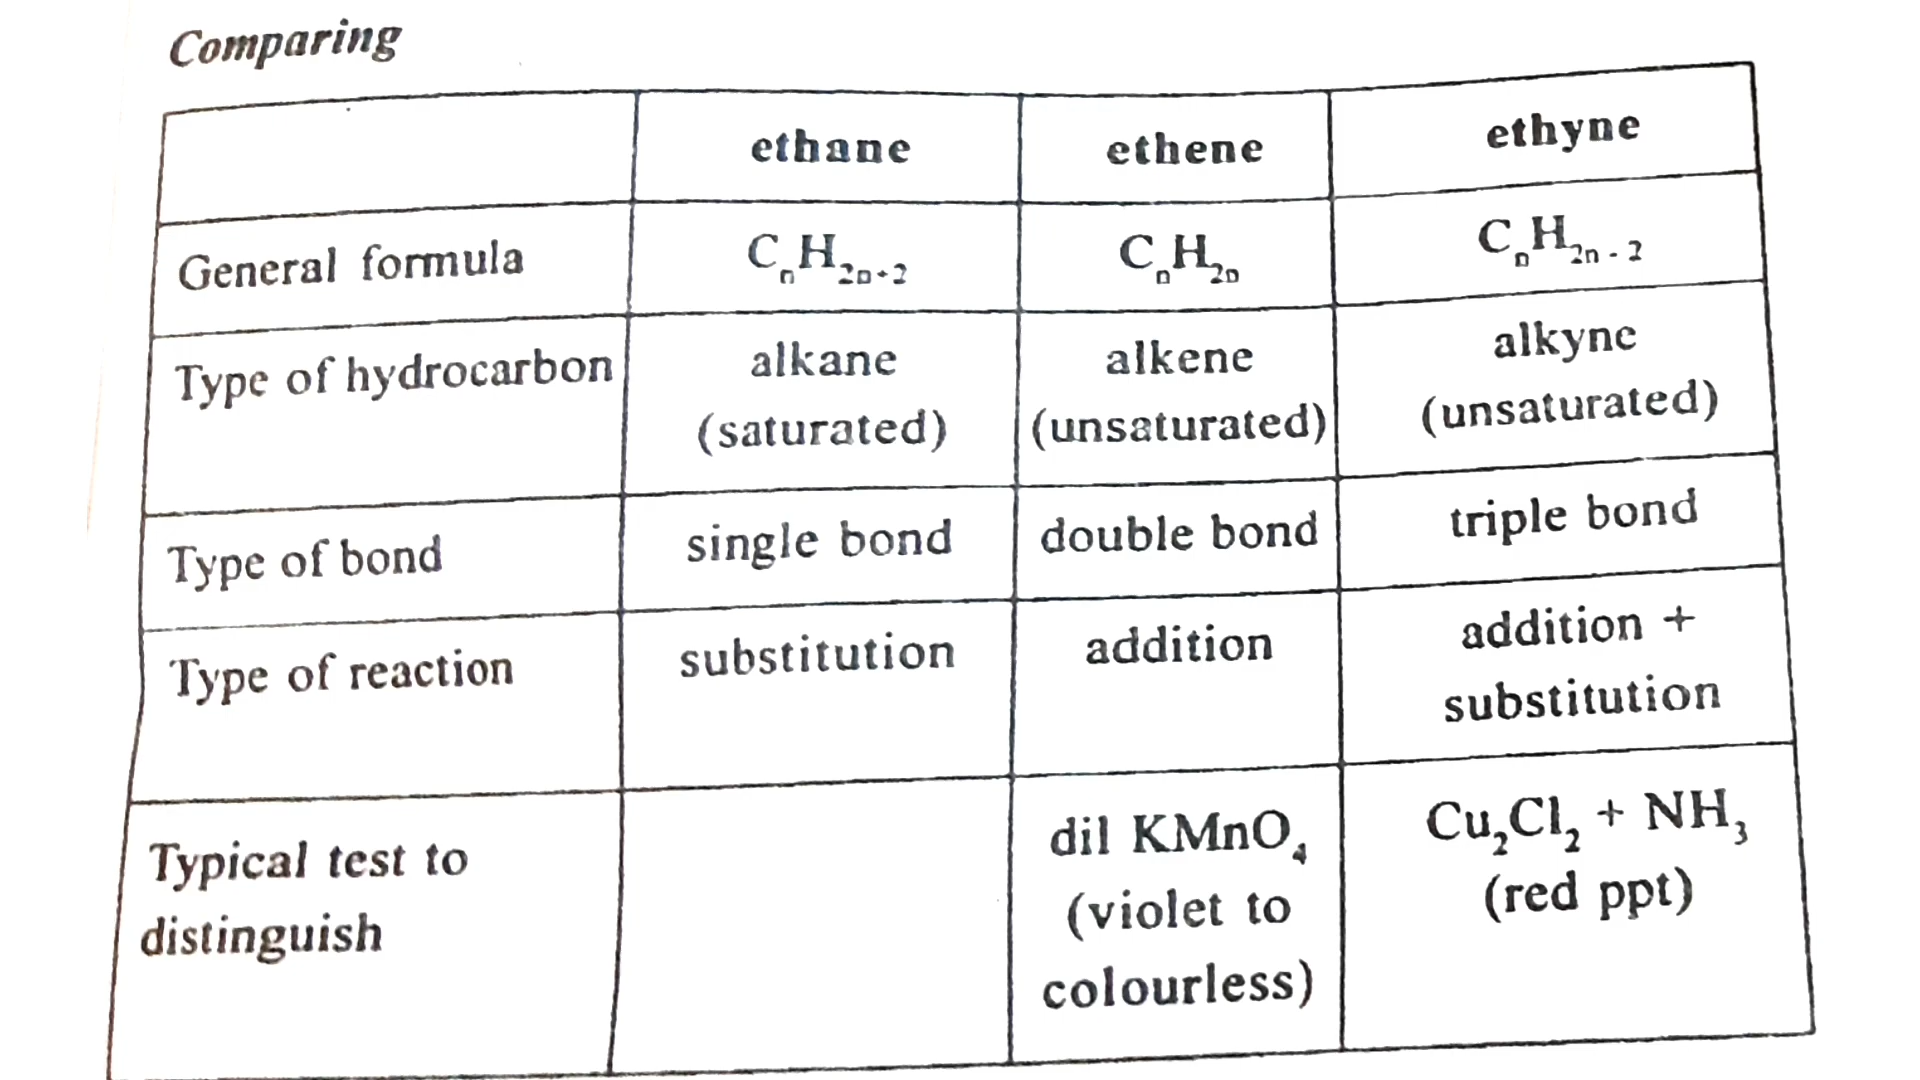 Comparing
ethane ethene ethyne
General formula CₙH₂ₙ₊₂ CₙH₂ₙ CₙH₂ₙ₋₂
Type of hydrocarbon alkane alkene alkyne
(saturated) (unsaturated) (unsaturated)
Type of bond single bond double bond triple bond
Type of reaction substitution addition addition +
substitution
Typical test to dil KMnO₄ Cu₂Cl₂ + NH₃
distinguish (violet to (red ppt)
colourless)